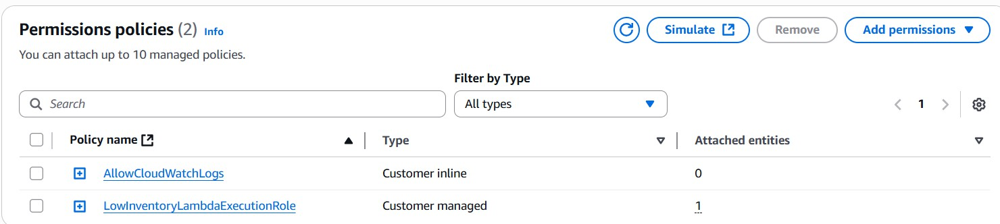 Permissions policies (2) Info
Simulate Remove Add permissions
You can attach up to 10 managed policies.
Filter by Type
Search All types 1
Policy name Type Attached entities
AllowCloudWatchLogs Customer inline 0
LowInventoryLambdaExecutionRole Customer managed 1